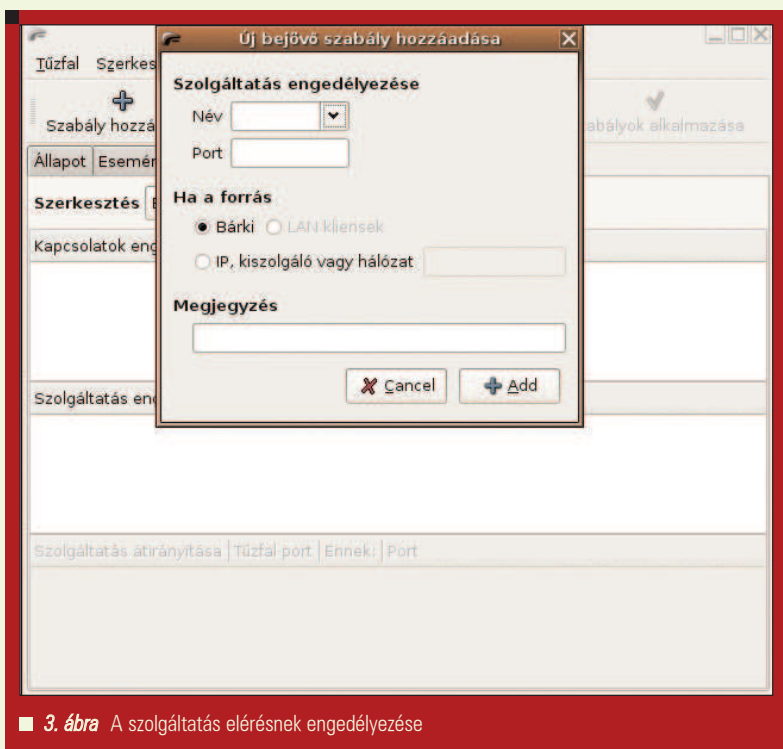 Új bejövő szabály hozzáadása
Tűzfal Szerkes
Szabály hozzá
abályok alkalmazása
Állapot Esemér
Szerkesztés
Kapcsolatok eng
Szolgáltatás en
Szolgáltatás engedélyezése
Név
Port
Ha a forrás
Bárki LAN kliensek
IP, kiszolgáló vagy hálózat
Megjegyzés
Cancel Add
Szolgáltatás átirányítása Tűzfal port Ennek: Port
3. ábra A szolgáltatás elérésnek engedélyezése